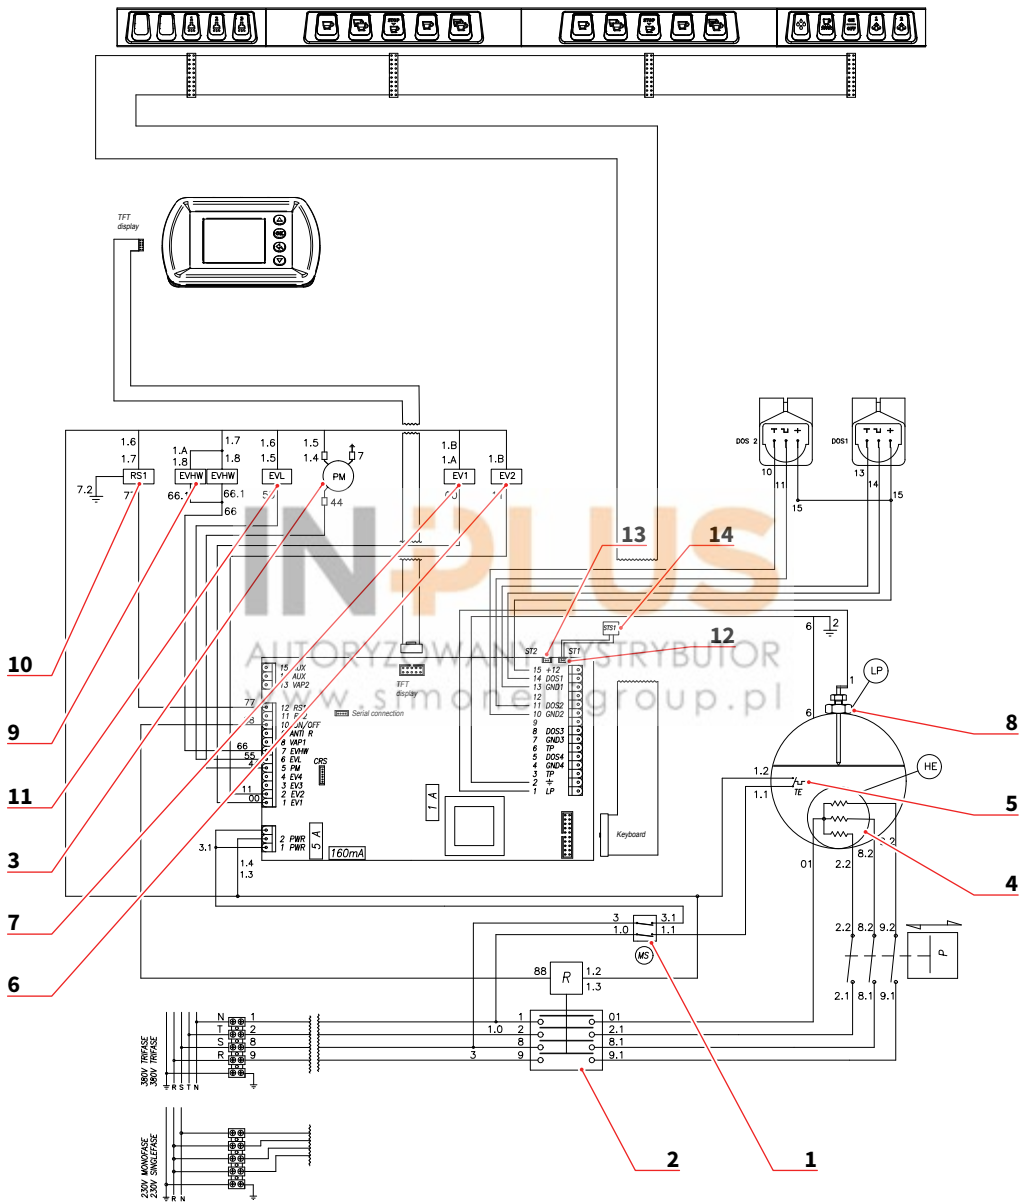 STOP
STOP
ON
OFF
TFT
display
1.6
1.7
1.A
1.8
1.7
1.8
1.6
1.5
1.5
1.4
7
1.B
1.A
1.B
RS1
EVHW
EVHW
EVL
PM
EV1
EV2
7.2
66.1
66.1
66
44
DOS 2
DOS1
10
11
15
13
14
15
IN PLUS
AUTORYZOWANY DYSTRYBUTOR
www.simonelligroup.pl
13
14
12
10
9
11
3
7
6
8
5
4
2
1
STS1
ST2
ST1
6
2
1
LP
6
HE
15 AUX
AUX
13 VAP2
12 RS1
10 ON/OFF
ANTI R
8 VAP1
7 EVHW
6 EVL
5 PM
4 EV4
3 EV3
2 EV2
1 EV1
77
66
55
11
00
TFT
display
Serial connection
CRS
15 +12
14 DOS1
13 GND1
12
11 DOS2
10 GND2
9
8 DOS3
7 GND3
6 TP
5 DOS4
4 GND4
3 TP
2
1 LP
1 A
5 A
160mA
2 PWR
1 PWR
3.1
1.4
1.3
Keyboard
1.2
1.1
TE
01
2.2
8.2
2.2 8.2 9.2
P
2.1 8.1 9.1
3
1.0
3.1
1.1
MS
88
R
1.2
1.3
1
1.0 2
8
3 9
01
2.1
8.1
9.1
N 1
T 2
S 8
R 9
380V TRIFASE
380V TRIFASE
R S T N
230V MONOFASE
230V SINGLEFASE
R N